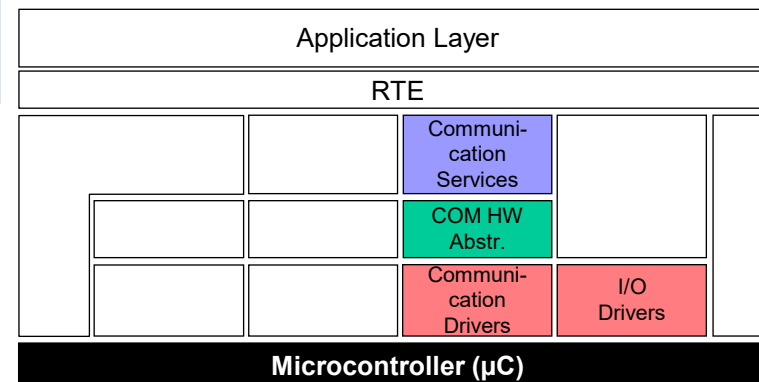 Application Layer
RTE
Communi-
cation
Services
COM HW
Abstr.
Communi-
cation
Drivers
I/O
Drivers
Microcontroller (µC)